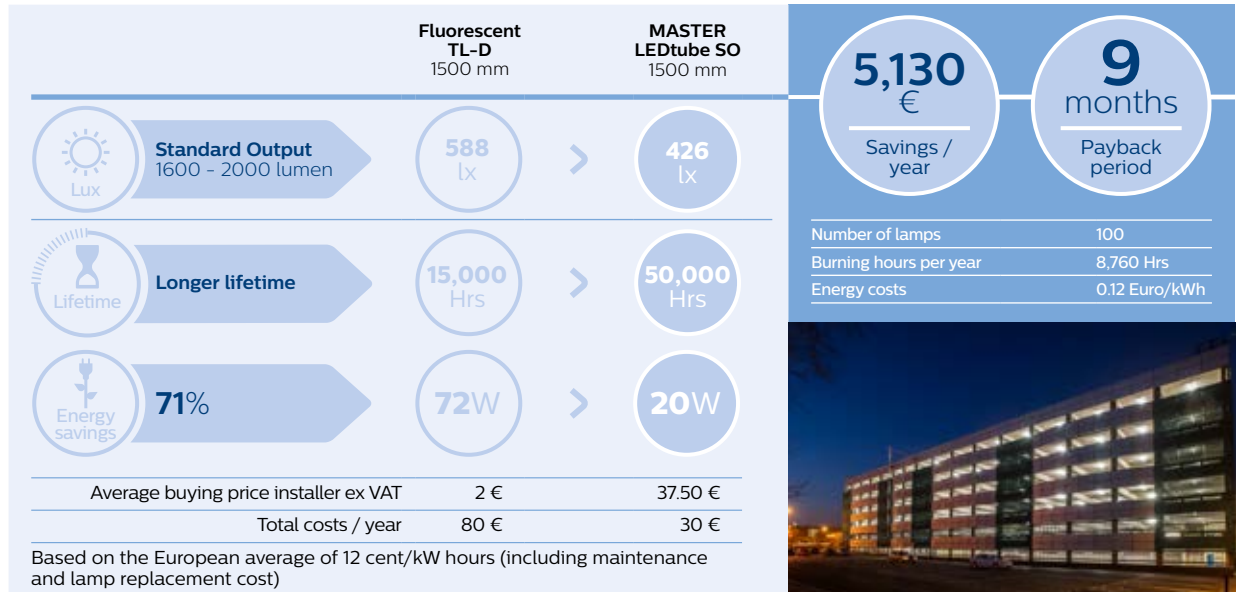 Fluorescent
TL-D
1500 mm
MASTER
LEDtube SO
1500 mm
Lux
Standard Output
1600 - 2000 lumen
588
lx
>
426
lx
Lifetime
Longer lifetime
15,000
Hrs
>
50,000
Hrs
Energy
savings
71%
72W
>
20W
Average buying price installer ex VAT 2 € 37.50 €
Total costs / year 80 € 30 €
Based on the European average of 12 cent/kW hours (including maintenance
and lamp replacement cost)
5,130
€
Savings /
year
9
months
Payback
period
Number of lamps 100
Burning hours per year 8,760 Hrs
Energy costs 0.12 Euro/kWh